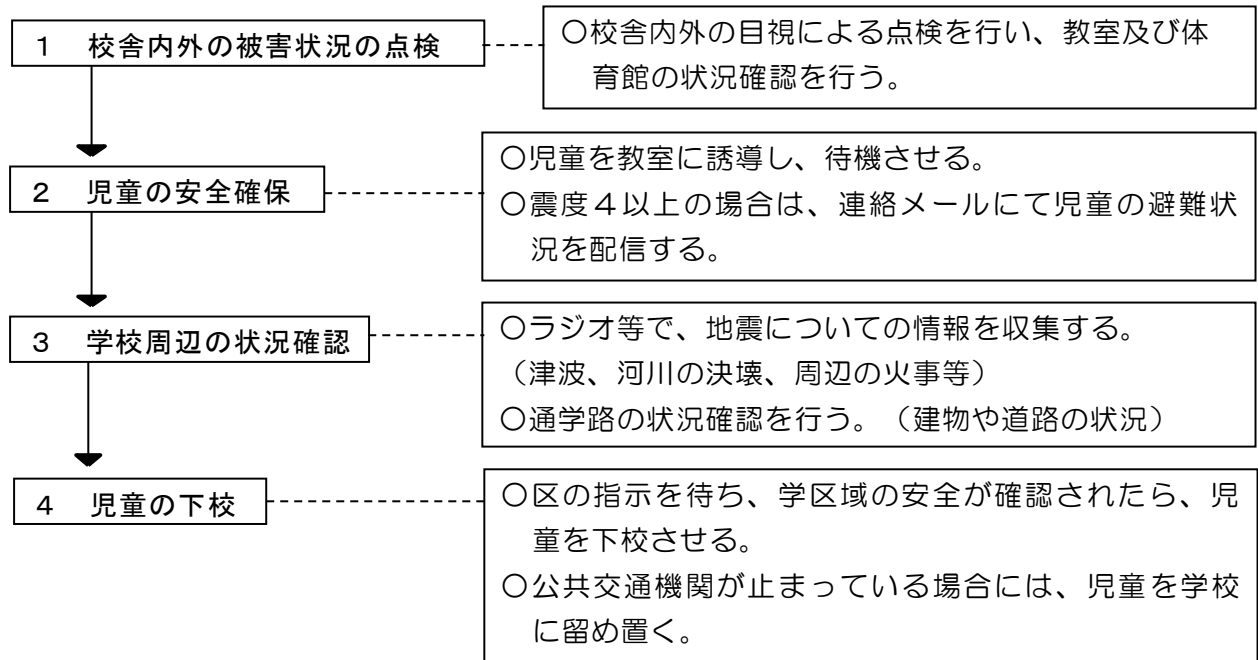 1 校舎内外の被害状況の点検
○校舎内外の目視による点検を行い、教室及び体
育館の状況確認を行う。
2 児童の安全確保
○児童を教室に誘導し、待機させる。
○震度4以上の場合は、連絡メールにて児童の避難状
況を配信する。
3 学校周辺の状況確認
○ラジオ等で、地震についての情報を収集する。
（津波、河川の決壊、周辺の火事等）
○通学路の状況確認を行う。（建物や道路の状況）
4 児童の下校
○区の指示を待ち、学区域の安全が確認されたら、児
童を下校させる。
○公共交通機関が止まっている場合には、児童を学校
に留め置く。